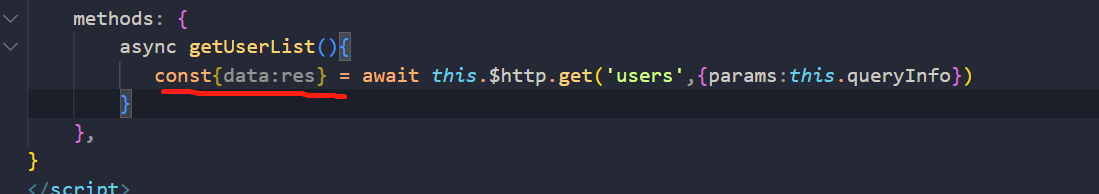 methods: {
async getUserList(){
const{data:res} = await this.$http.get('users',{params:this.queryInfo})
}
},
}
</script>